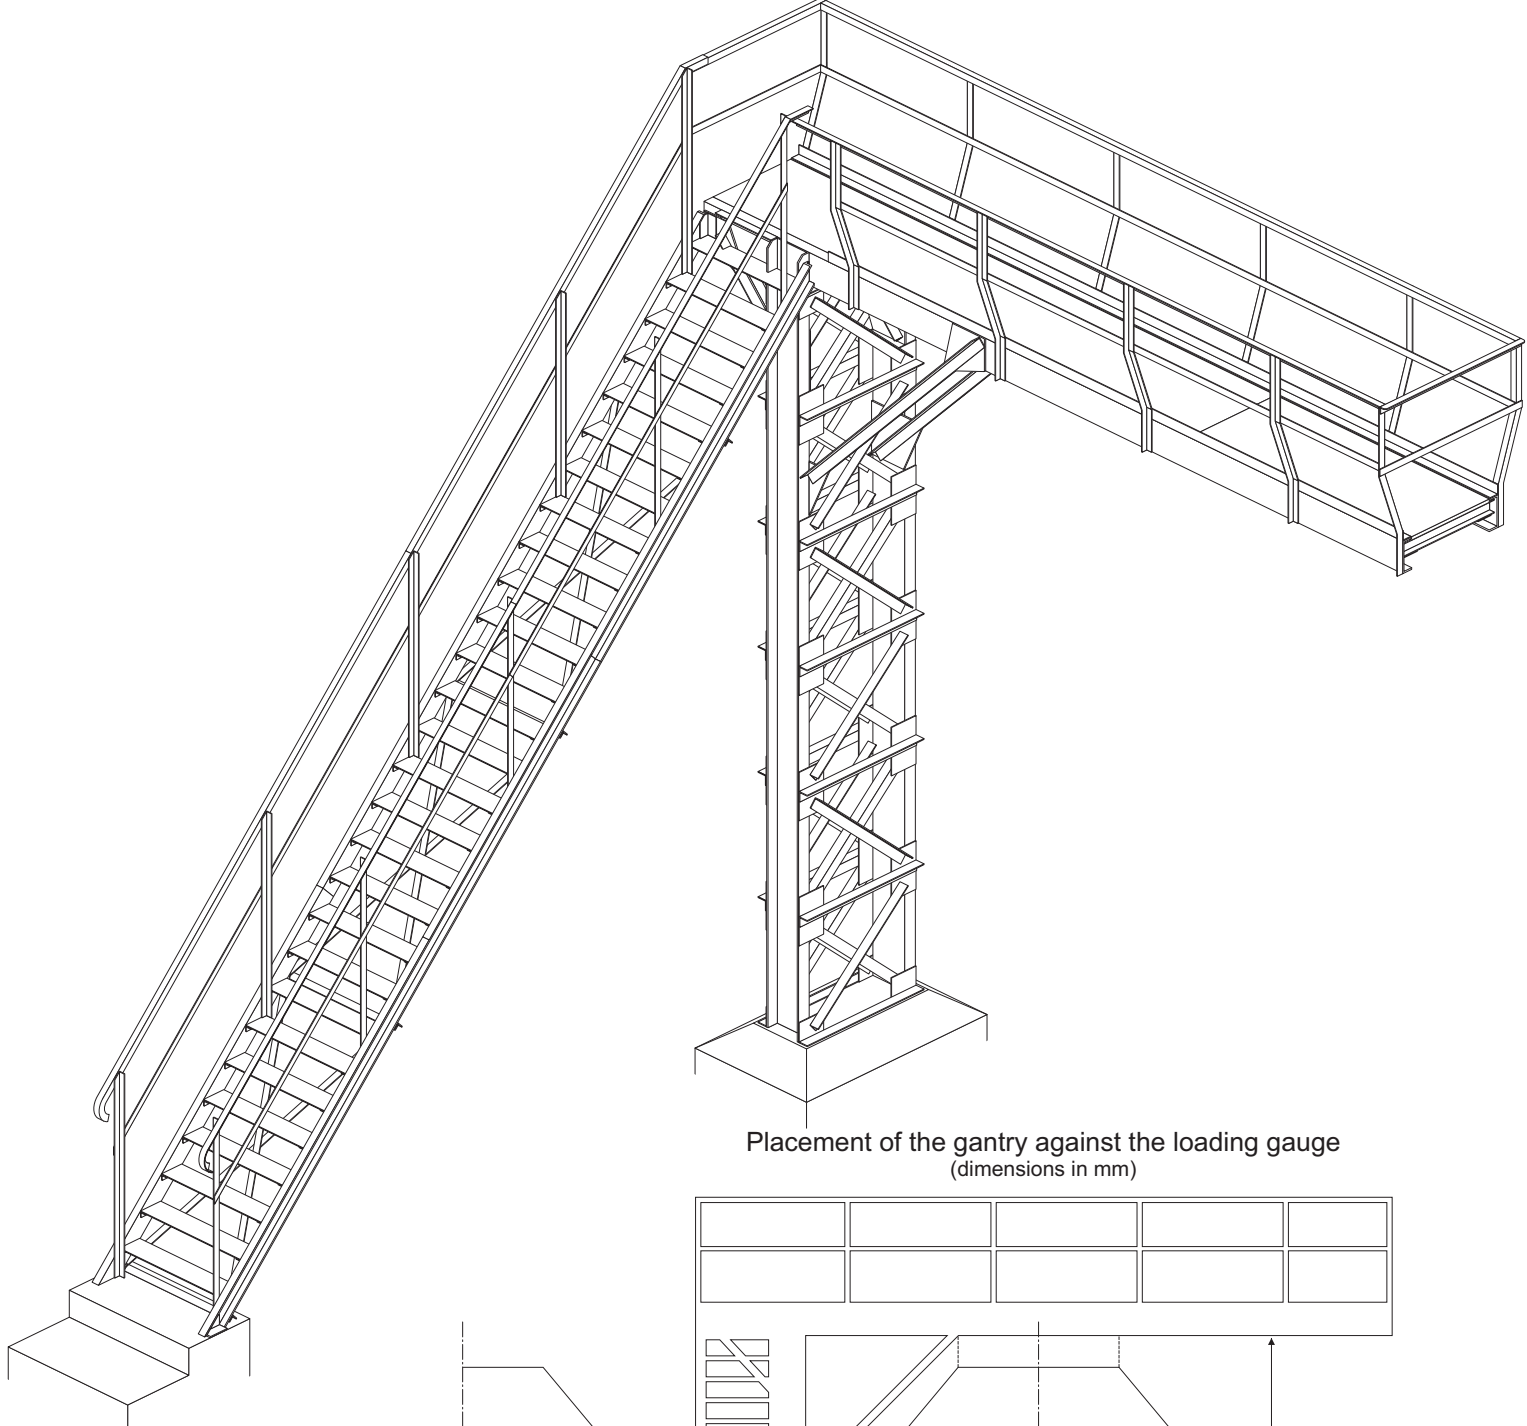 Placement of the gantry against the loading gauge
(dimensions in mm)